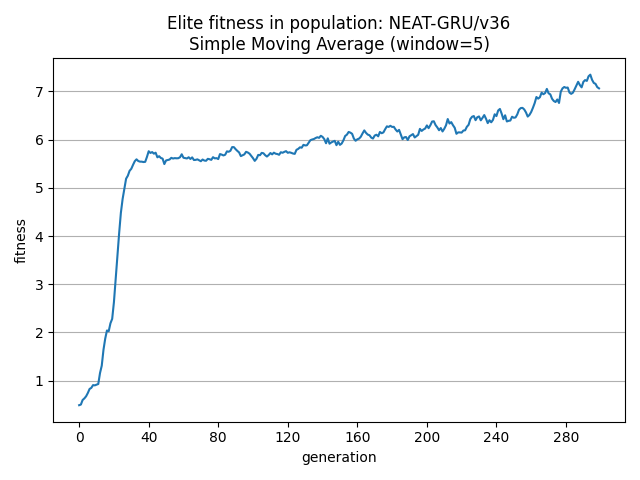 Elite fitness in population: NEAT-GRU/v36
Simple Moving Average (window=5)
fitness
7
6
5
4
3
2
1
0 40 80 120 160 200 240 280
generation